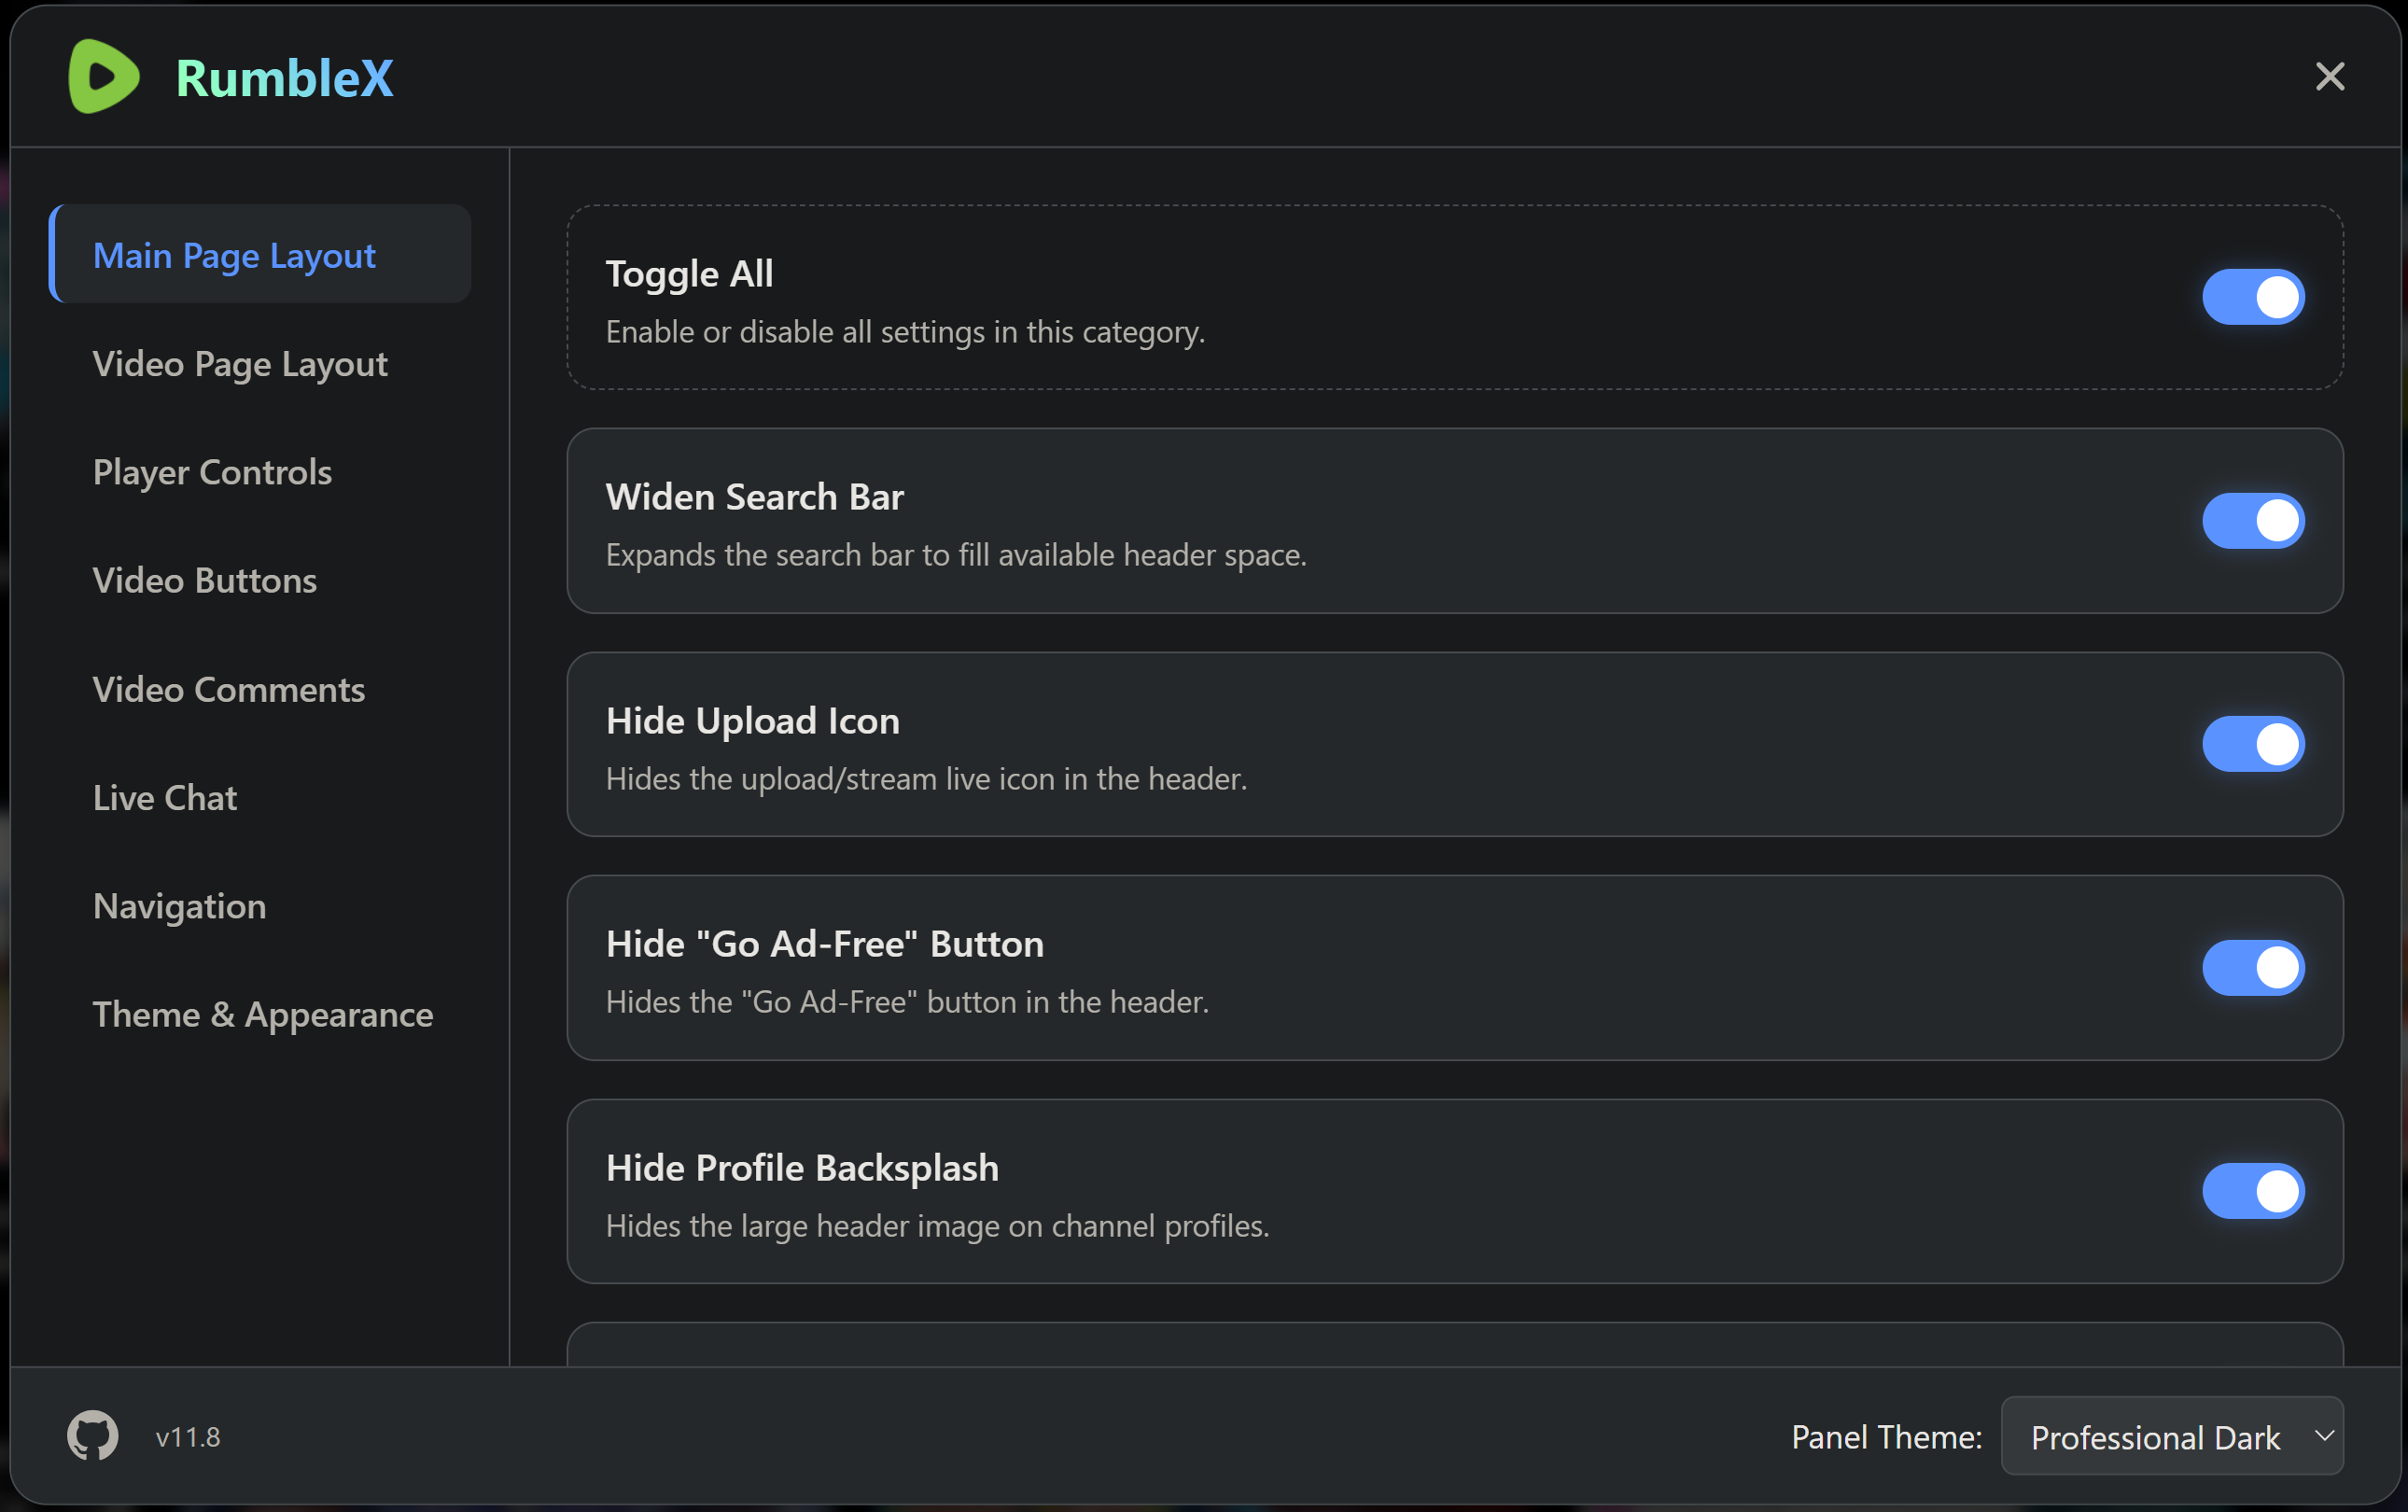 RumbleX
Main Page Layout
Video Page Layout
Player Controls
Video Buttons
Video Comments
Live Chat
Navigation
Theme & Appearance
Toggle All
Enable or disable all settings in this category.
Widen Search Bar
Expands the search bar to fill available header space.
Hide Upload Icon
Hides the upload/stream live icon in the header.
Hide "Go Ad-Free" Button
Hides the "Go Ad-Free" button in the header.
Hide Profile Backsplash
Hides the large header image on channel profiles.
v11.8
Panel Theme: Professional Dark